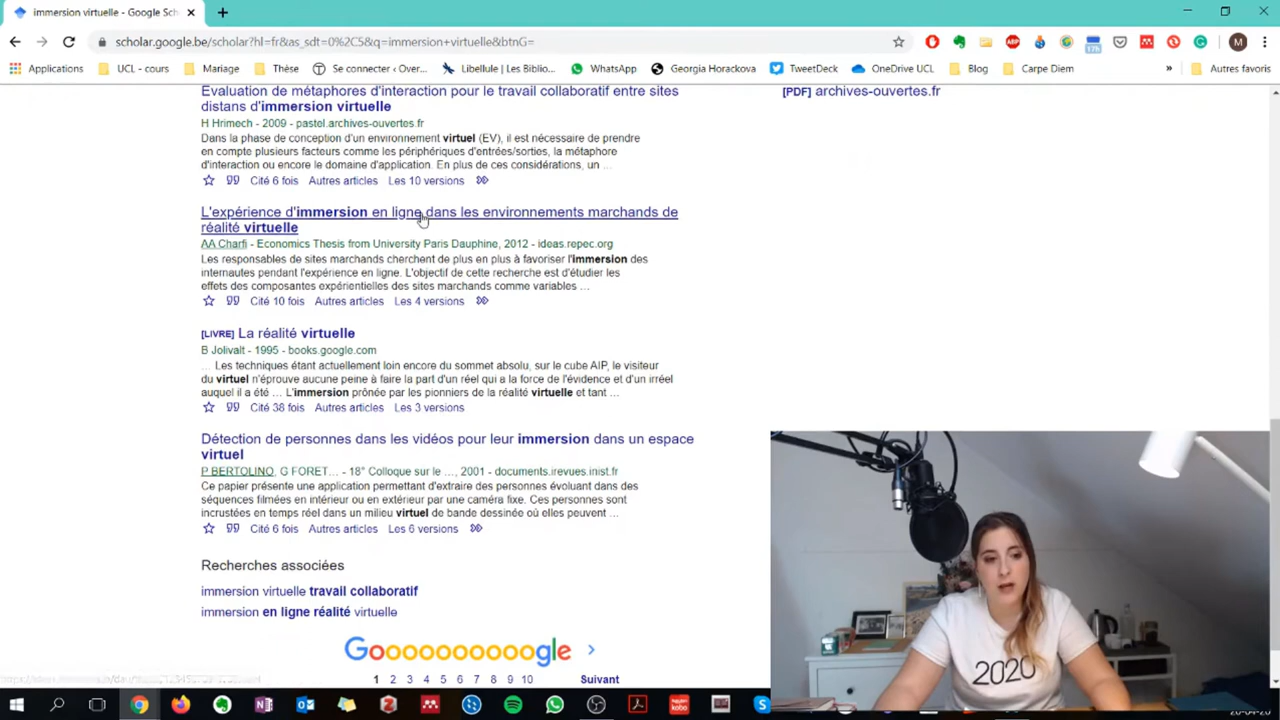 immersion virtuelle - Google Sch
scholar.google.be/scholar?hl=fr&as_sdt=0%2C5&q=immersion+virtuelle&btnG=
ABP
176
M
Applications
UCL - cours
Mariage
Thèse
Se connecter ‹ Over...
Libellule | Les Biblio...
WhatsApp
Georgia Horackova
TweetDeck
OneDrive UCL
Blog
Carpe Diem
»
Autres favoris
Evaluation de métaphores d'interaction pour le travail collaboratif entre sites
distans d'immersion virtuelle
[PDF] archives-ouvertes.fr
H Hrimech - 2009 - pastel.archives-ouvertes.fr
Dans la phase de conception d'un environnement virtuel (EV), il est nécessaire de prendre
en compte plusieurs facteurs comme les périphériques d'entrées/sorties, la métaphore
d'interaction ou encore le domaine d'application. En plus de ces considérations, un ...
Cité 6 fois Autres articles Les 10 versions
L'expérience d'immersion en ligne dans les environnements marchands de
réalité virtuelle
AA Charfi - Economics Thesis from University Paris Dauphine, 2012 - ideas.repec.org
Les responsables de sites marchands cherchent de plus en plus à favoriser l'immersion des
internautes pendant l'expérience en ligne. L'objectif de cette recherche est d'étudier les
effets des composantes expérientielles des sites marchands comme variables ...
Cité 10 fois Autres articles Les 4 versions
[LIVRE] La réalité virtuelle
B Jolivalt - 1995 - books.google.com
... Les techniques étant actuellement loin encore du sommet absolu, sur le cube AIP, le visiteur
du virtuel n'éprouve aucune peine à faire la part d'un réel qui a la force de l'évidence et d'un irréel
auquel il a été ... L'immersion prônée par les pionniers de la réalité virtuelle et tant ...
Cité 38 fois Autres articles Les 3 versions
Détection de personnes dans les vidéos pour leur immersion dans un espace
virtuel
P BERTOLINO, G FORET... - 18° Colloque sur le ..., 2001 - documents.irevues.inist.fr
Ce papier présente une application permettant d'extraire des personnes évoluant dans des
séquences filmées en intérieur ou en extérieur par une caméra fixe. Ces personnes sont
incrustées en temps réel dans un milieu virtuel de bande dessinée où elles peuvent ...
Cité 6 fois Autres articles Les 6 versions
Recherches associées
immersion virtuelle travail collaboratif
immersion en ligne réalité virtuelle
Goooooooooogle
1 2 3 4 5 6 7 8 9 10 Suivant
2020